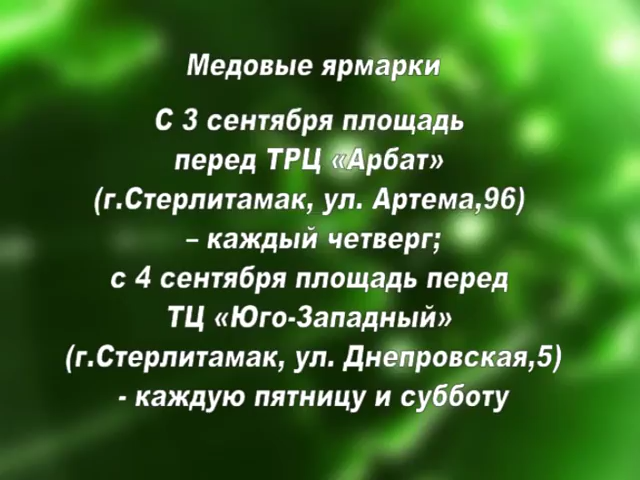 Медовые ярмарки
С 3 сентября площадь
перед ТРЦ «Арбат»
(г.Стерлитамак, ул. Артема,96)
– каждый четверг;
с 4 сентября площадь перед
ТЦ «Юго-Западный»
(г.Стерлитамак, ул. Днепровская,5)
- каждую пятницу и субботу